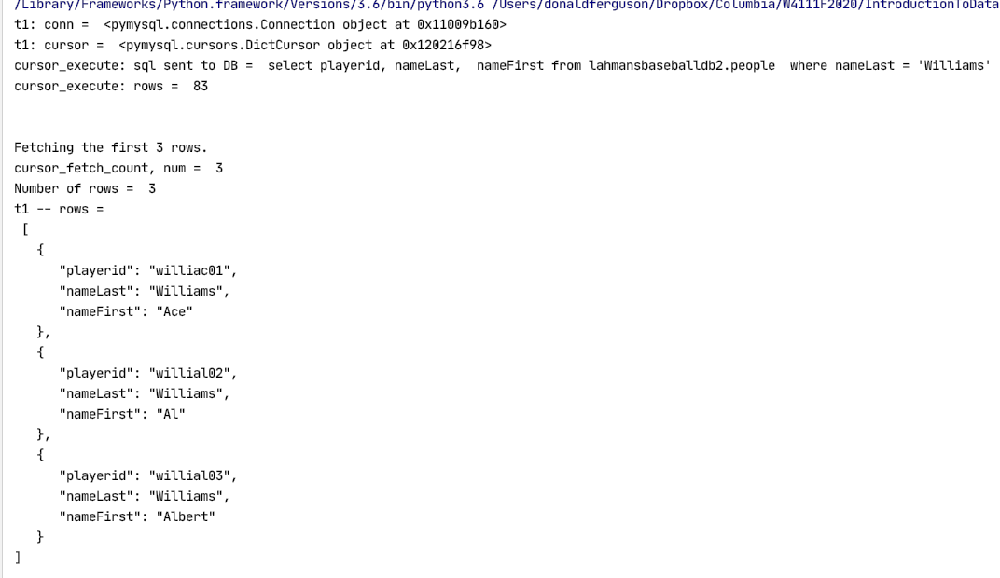 /Library/Frameworks/Python.framework/Versions/3.6/bin/python3.6 /Users/donaldferguson/Dropbox/Columbia/W4111F2020/IntroductionToData
t1: conn =  <pymysql.connections.Connection object at 0x11009b160>
t1: cursor =  <pymysql.cursors.DictCursor object at 0x120216f98>
cursor_execute: sql sent to DB =  select playerid, nameLast,  nameFirst from lahmansbaseballdb2.people  where nameLast = 'Williams'
cursor_execute: rows =  83
Fetching the first 3 rows.
cursor_fetch_count, num =  3
Number of rows =  3
t1 -- rows =
[
{
"playerid": "williac01",
"nameLast": "Williams",
"nameFirst": "Ace"
},
{
"playerid": "willial02",
"nameLast": "Williams",
"nameFirst": "Al"
},
{
"playerid": "willial03",
"nameLast": "Williams",
"nameFirst": "Albert"
}
]